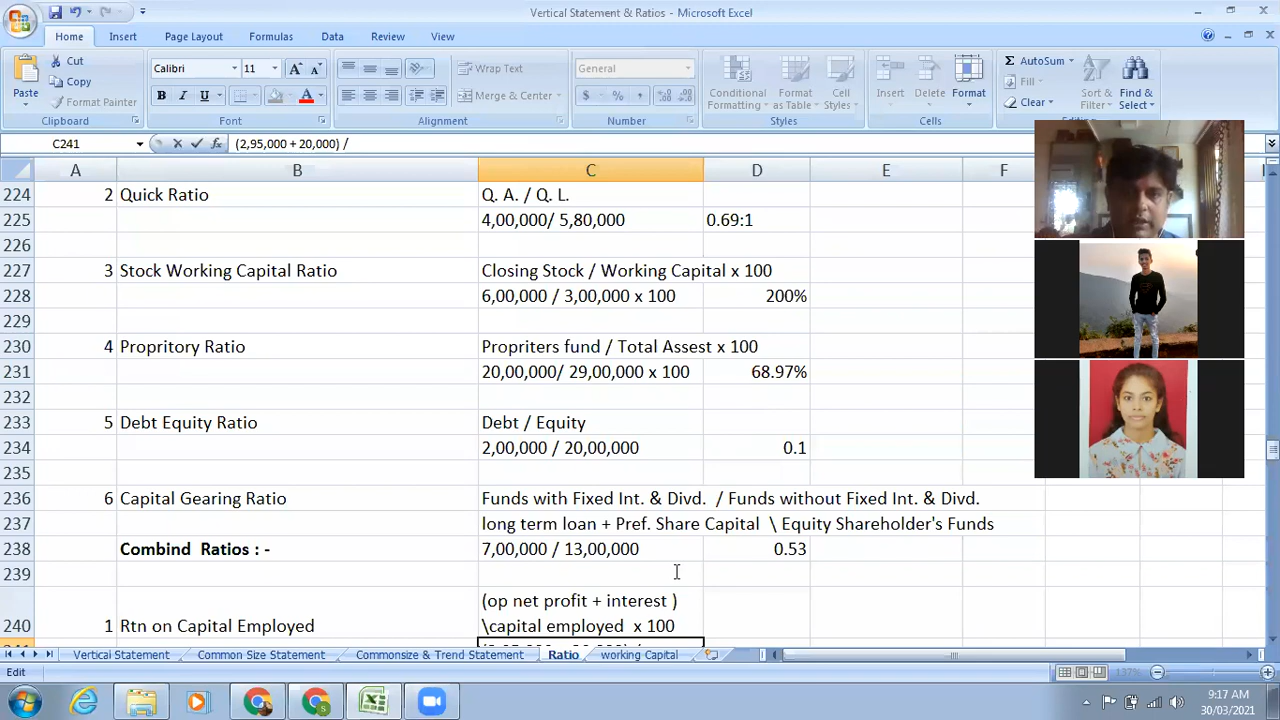 Vertical Statement & Ratios - Microsoft Excel
Home Insert Page Layout Formulas Data Review View
Paste Cut Copy Format Painter Clipboard
Calibri 11 A A B I U A Font
Wrap Text Merge & Center Alignment
General $ % , Number
Conditional Formatting Format as Table Cell Styles Styles
Insert Delete Format Cells
AutoSum Fill Clear Sort & Filter Find & Select Editing
C241 fx (2,95,000 + 20,000) /
A B C D E F
224 2 Quick Ratio Q. A. / Q. L.
225 4,00,000/ 5,80,000 0.69:1
226
227 3 Stock Working Capital Ratio Closing Stock / Working Capital x 100
228 6,00,000 / 3,00,000 x 100 200%
229
230 4 Propritory Ratio Propriters fund / Total Assest x 100
231 20,00,000/ 29,00,000 x 100 68.97%
232
233 5 Debt Equity Ratio Debt / Equity
234 2,00,000 / 20,00,000 0.1
235
236 6 Capital Gearing Ratio Funds with Fixed Int. & Divd. / Funds without Fixed Int. & Divd.
237 long term loan + Pref. Share Capital \ Equity Shareholder's Funds
238 Combind Ratios : - 7,00,000 / 13,00,000 0.53
239
(op net profit + interest )
240 1 Rtn on Capital Employed \capital employed x 100
Vertical Statement Common Size Statement Commonsize & Trend Statement Ratio working Capital
Edit 137%
9:17 AM
30/03/2021